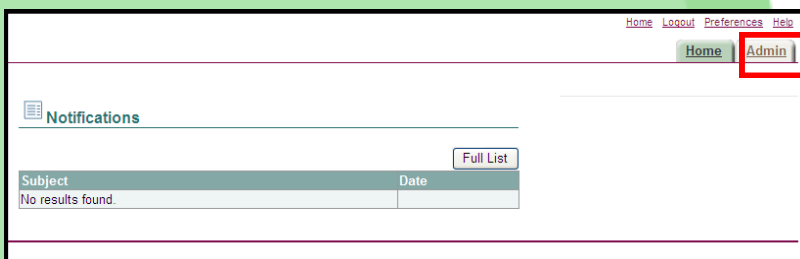 Home Logout Preferences Help
Home Admin
Notifications
Full List
Subject Date
No results found.